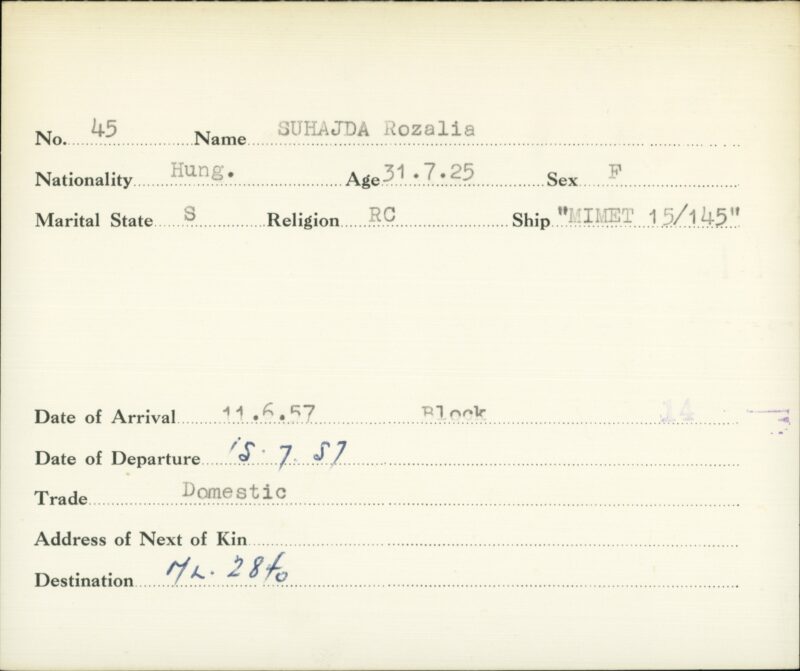 No. 45 Name SUHAJDA Rozalia
Nationality Hung. Age 31.7.25 Sex F
Marital State S Religion RC Ship "MIMET 15/145"
Date of Arrival 11.6.57 Block 14
Date of Departure 15.7.57
Trade Domestic
Address of Next of Kin
Destination